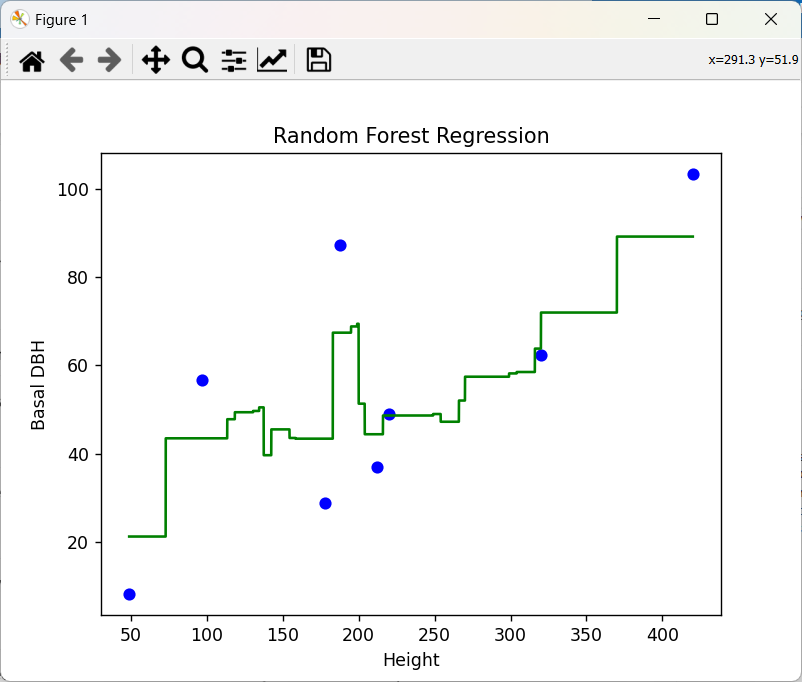 Figure 1
x=291.3 y=51.9
Random Forest Regression
100
80
60
40
20
Basal DBH
50 100 150 200 250 300 350 400
Height